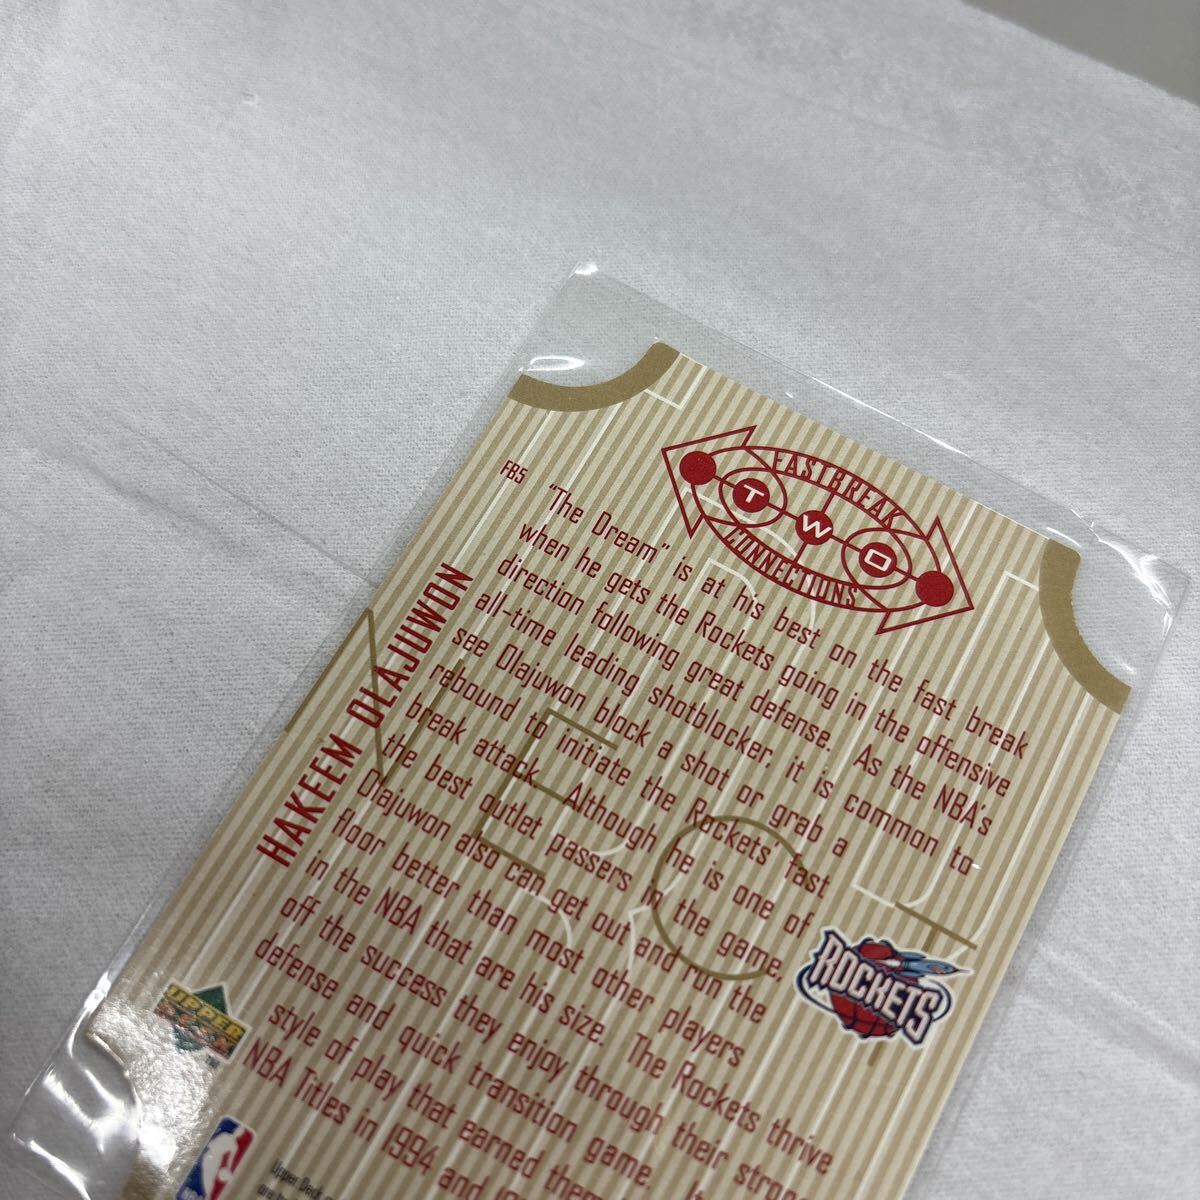 FASTBREAK
TWO
CONNECTIONS
FB5
HAKEEM OLAJUWON
"The Dream" is at his best on the fast break
when he gets the Rockets going in the offensive
direction following great defense. As the NBA's
all-time leading shotblocker, it is common to
see Olajuwon block a shot or grab a
rebound to initiate the Rockets' fast
break attack. Although he is one of
the best outlet passers in the game,
Olajuwon also can get out and run the
floor better than most other players
in the NBA that are his size. The Rockets thrive
off the success they enjoy through their strong
defense and quick transition game.
style of play that earned them
NBA Titles in 1994 and
ROCKETS
UPPER
DECK
Upper Deck